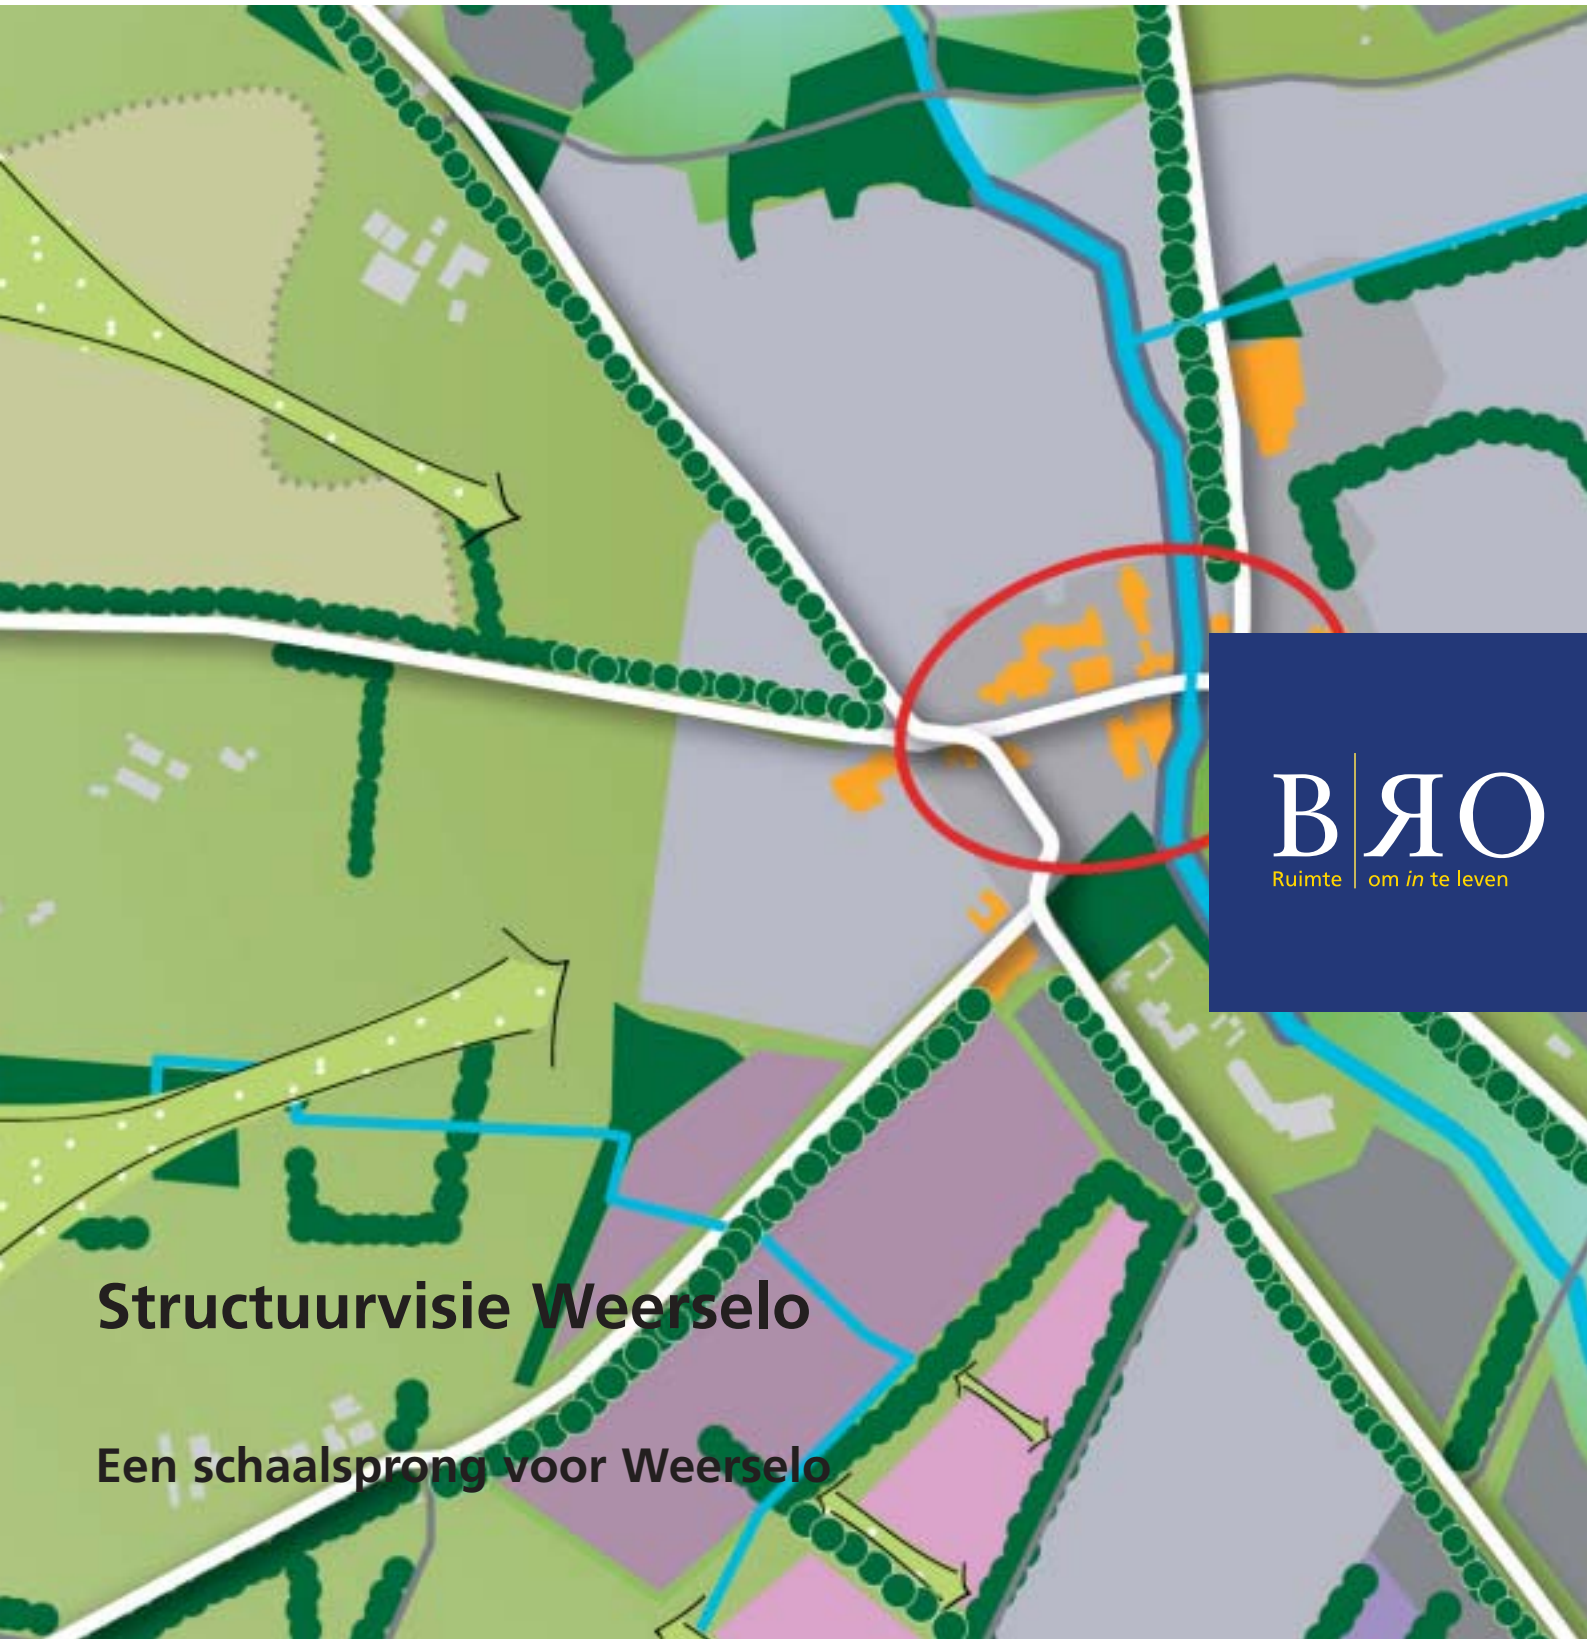 BRO
Ruimte om in te leven
Structuurvisie Weerselo
Een schaalsprong voor Weerselo